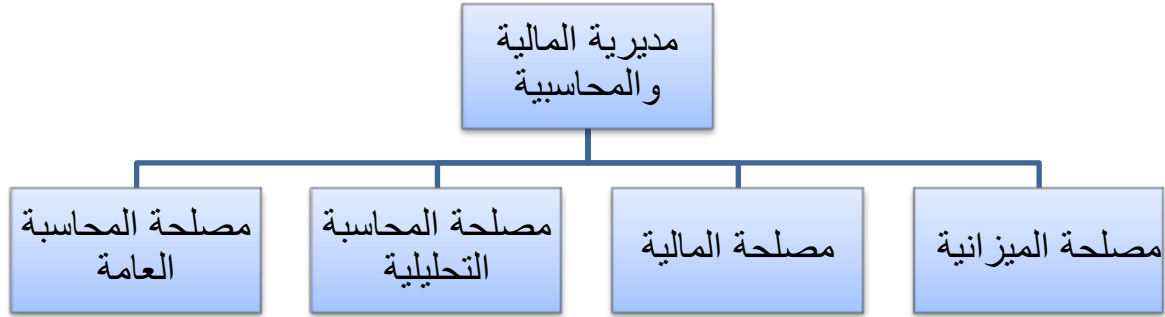 مديرية المالية
والمحاسبية
مصلحة الميزانية
مصلحة المالية
مصلحة المحاسبة
التحليلية
مصلحة المحاسبة
العامة